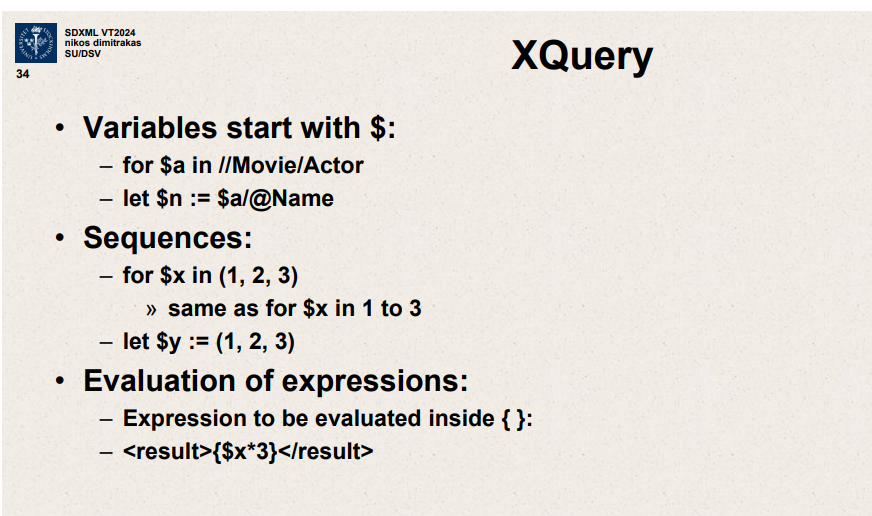 SDXML VT2024
nikos dimitrakas
SU/DSV
34
XQuery
• Variables start with $:
– for $a in //Movie/Actor
– let $n := $a/@Name
• Sequences:
– for $x in (1, 2, 3)
» same as for $x in 1 to 3
– let $y := (1, 2, 3)
• Evaluation of expressions:
– Expression to be evaluated inside { }:
– <result>{$x*3}</result>